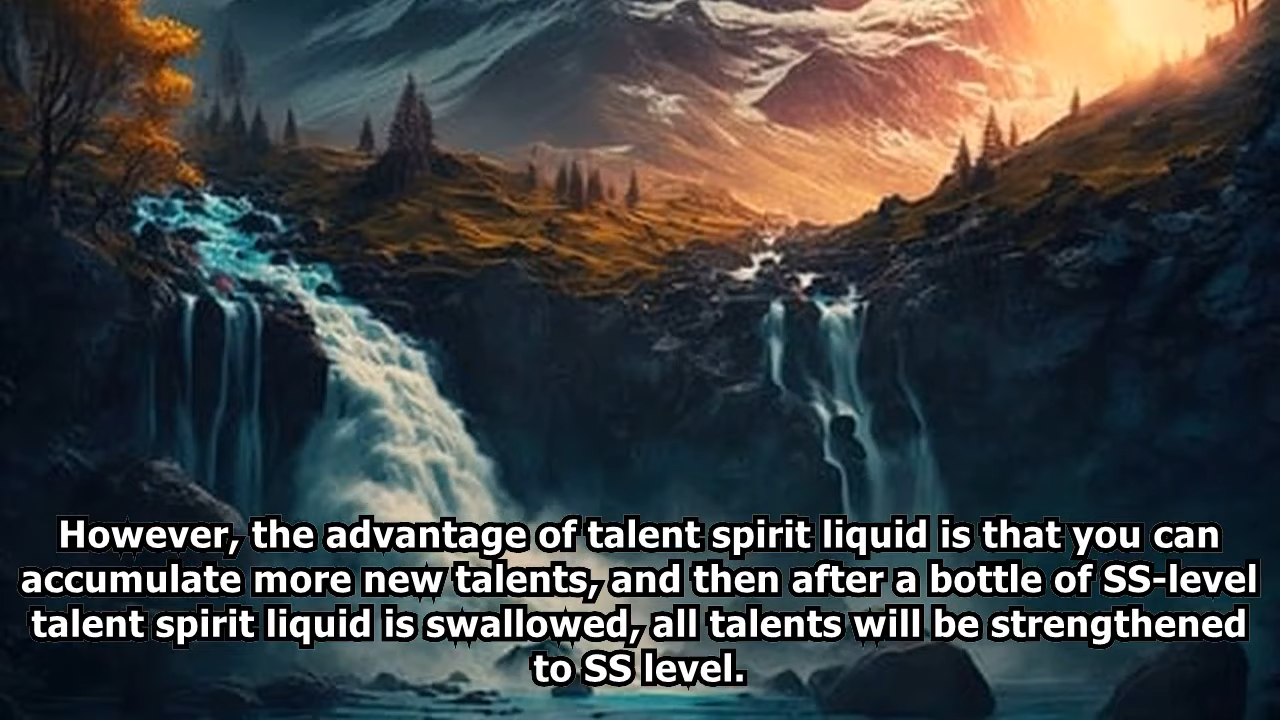 However, the advantage of talent spirit liquid is that you can
accumulate more new talents, and then after a bottle of SS-level
talent spirit liquid is swallowed, all talents will be strengthened
to SS level.